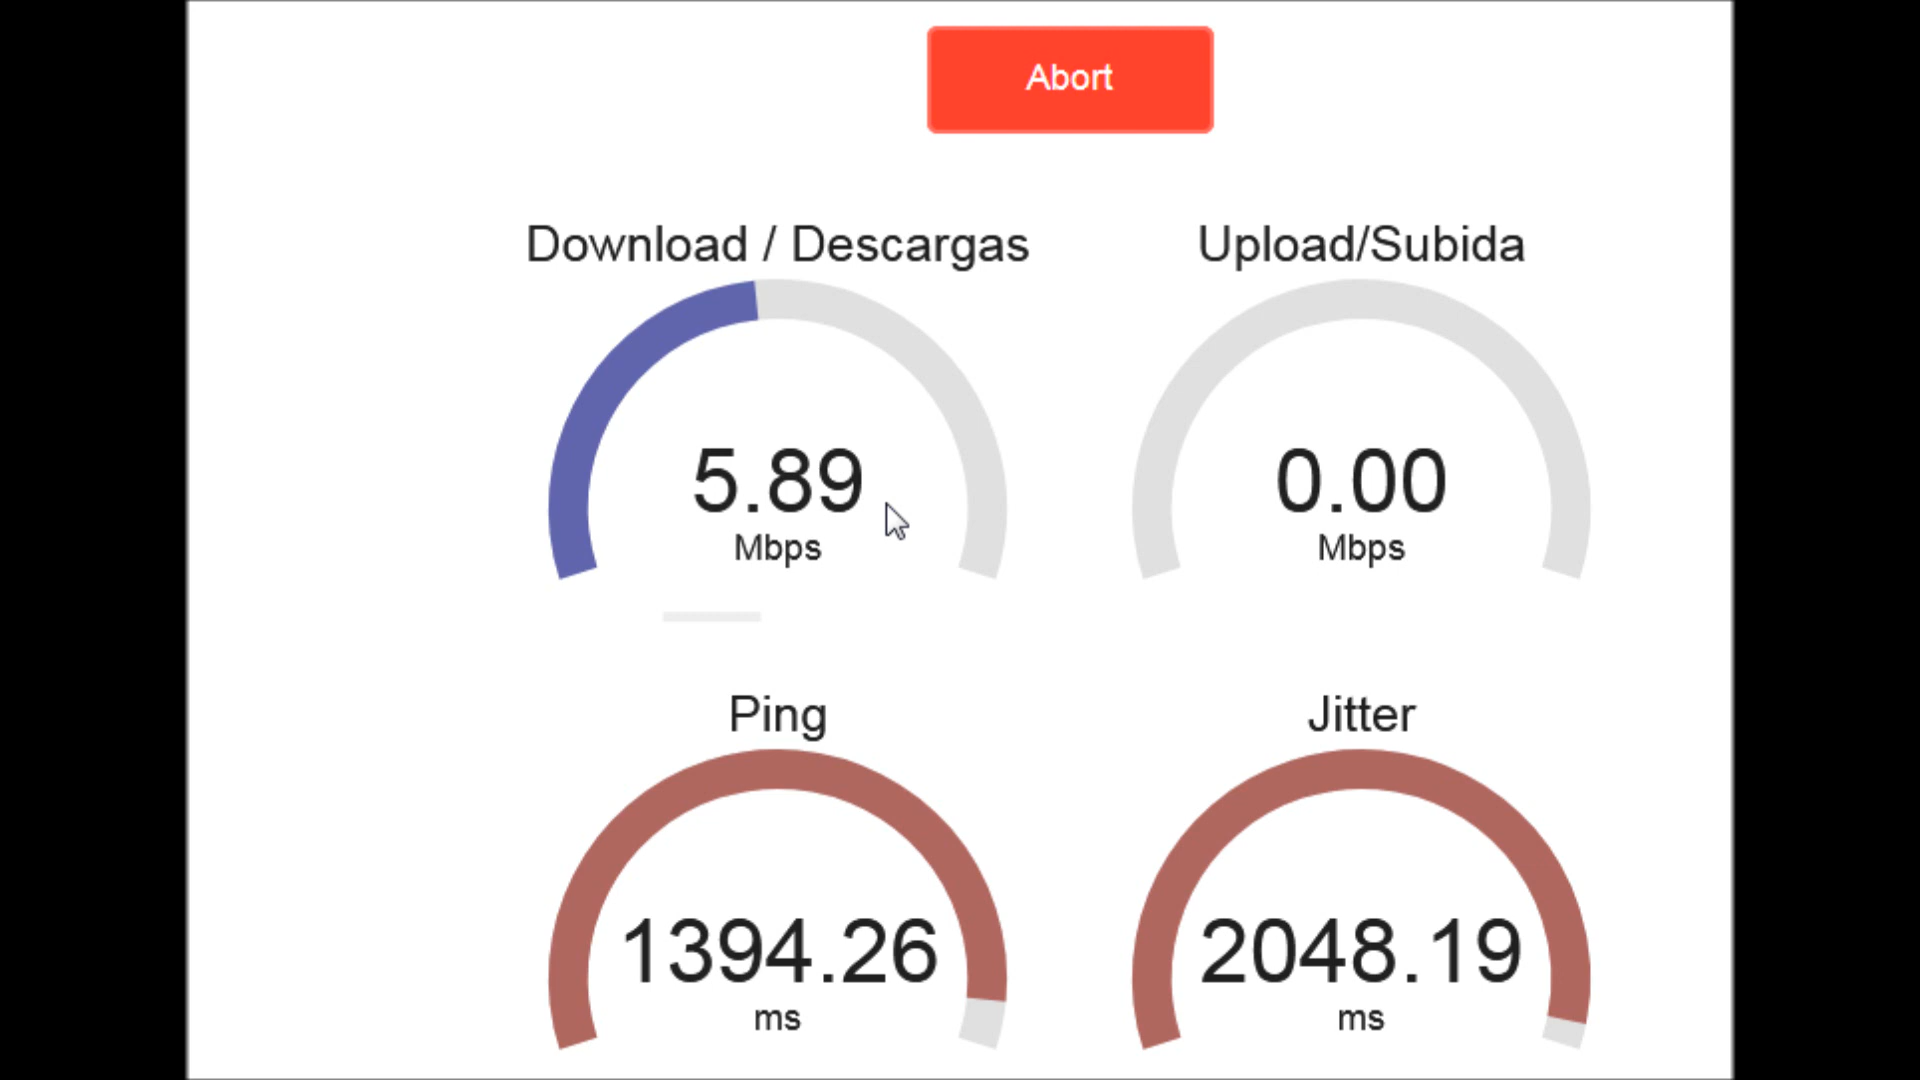 Abort
Download / Descargas
5.89
Mbps
Upload/Subida
0.00
Mbps
Ping
1394.26
ms
Jitter
2048.19
ms